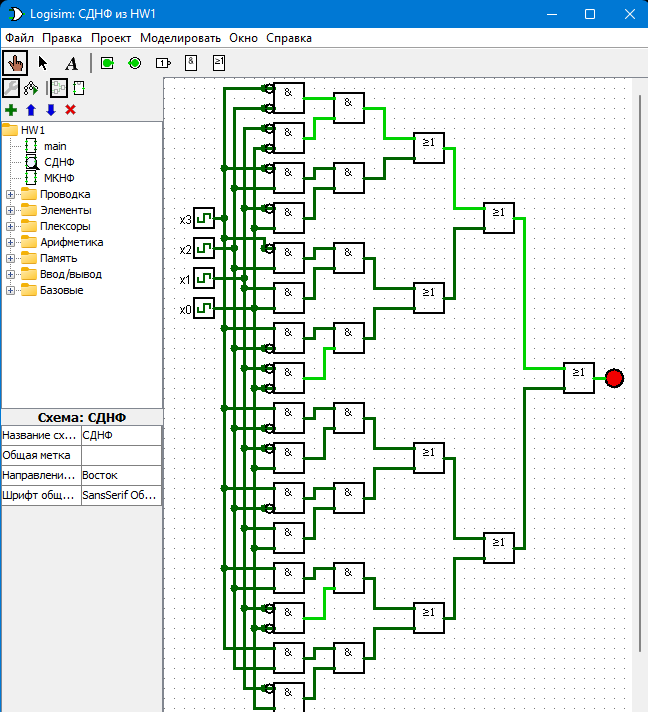 Logisim: СДНФ из HW1
Файл Правка Проект Моделировать Окно Справка
A 1 & ≥1
HW1
main
СДНФ
МКНФ
Проводка
Элементы
Плексоры
Арифметика
Память
Ввод/вывод
Базовые
Схема: СДНФ
Название сх... СДНФ
Общая метка
Направлени... Восток
Шрифт общ... SansSerif Об...
& & 
&
≥1
& &
&
≥1
x3
x2
x1
x0
& &
&
≥1
& &
&
≥1
& &
&
≥1
& &
&
≥1
& &
&
≥1
& &
&